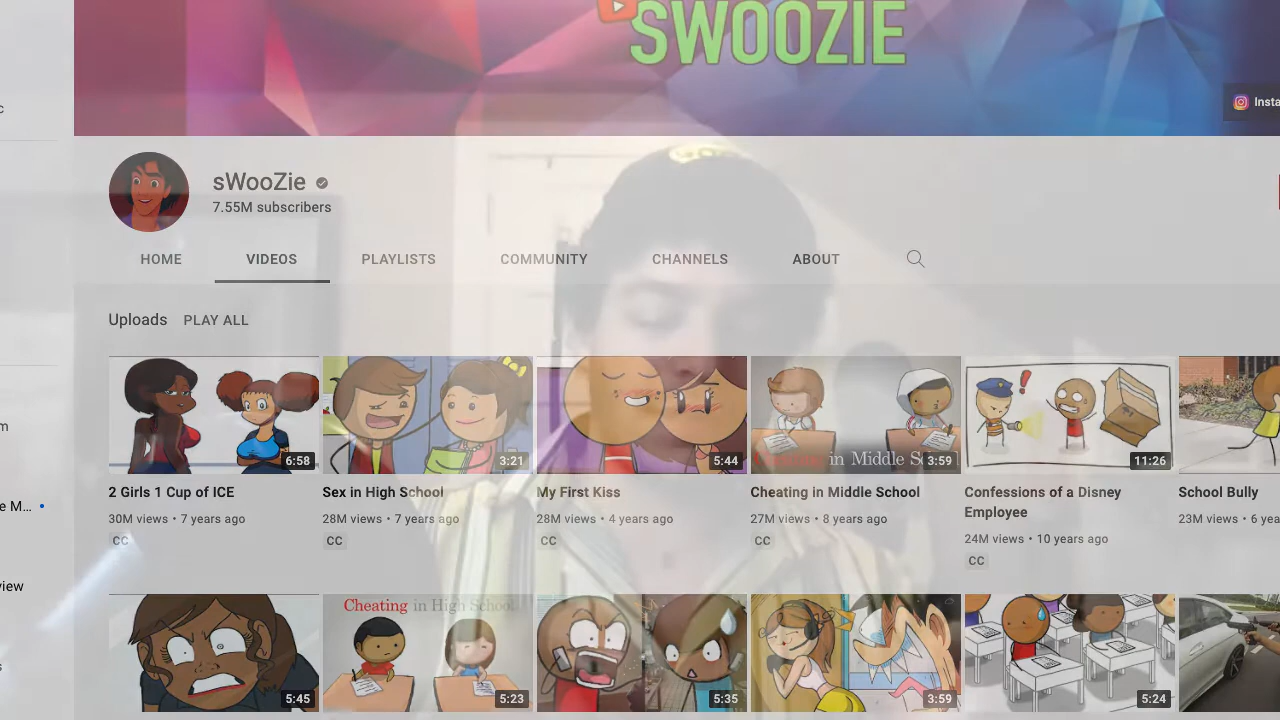 SWOOZIE
Insta
c
sWooZie
7.55M subscribers
HOME VIDEOS PLAYLISTS COMMUNITY CHANNELS ABOUT
Uploads PLAY ALL
6:58 3:21 5:44 Cheating in Middle Sc 3:59 11:26
m
2 Girls 1 Cup of ICE
30M views • 7 years ago
CC
Sex in High School
28M views • 7 years ago
CC
My First Kiss
28M views • 4 years ago
CC
Cheating in Middle School
27M views • 8 years ago
CC
Confessions of a Disney
Employee
24M views • 10 years ago
CC
School Bully
23M views • 6 yea
e M...
view
s
Cheating in High School
5:45 5:23 5:35 3:59 5:24